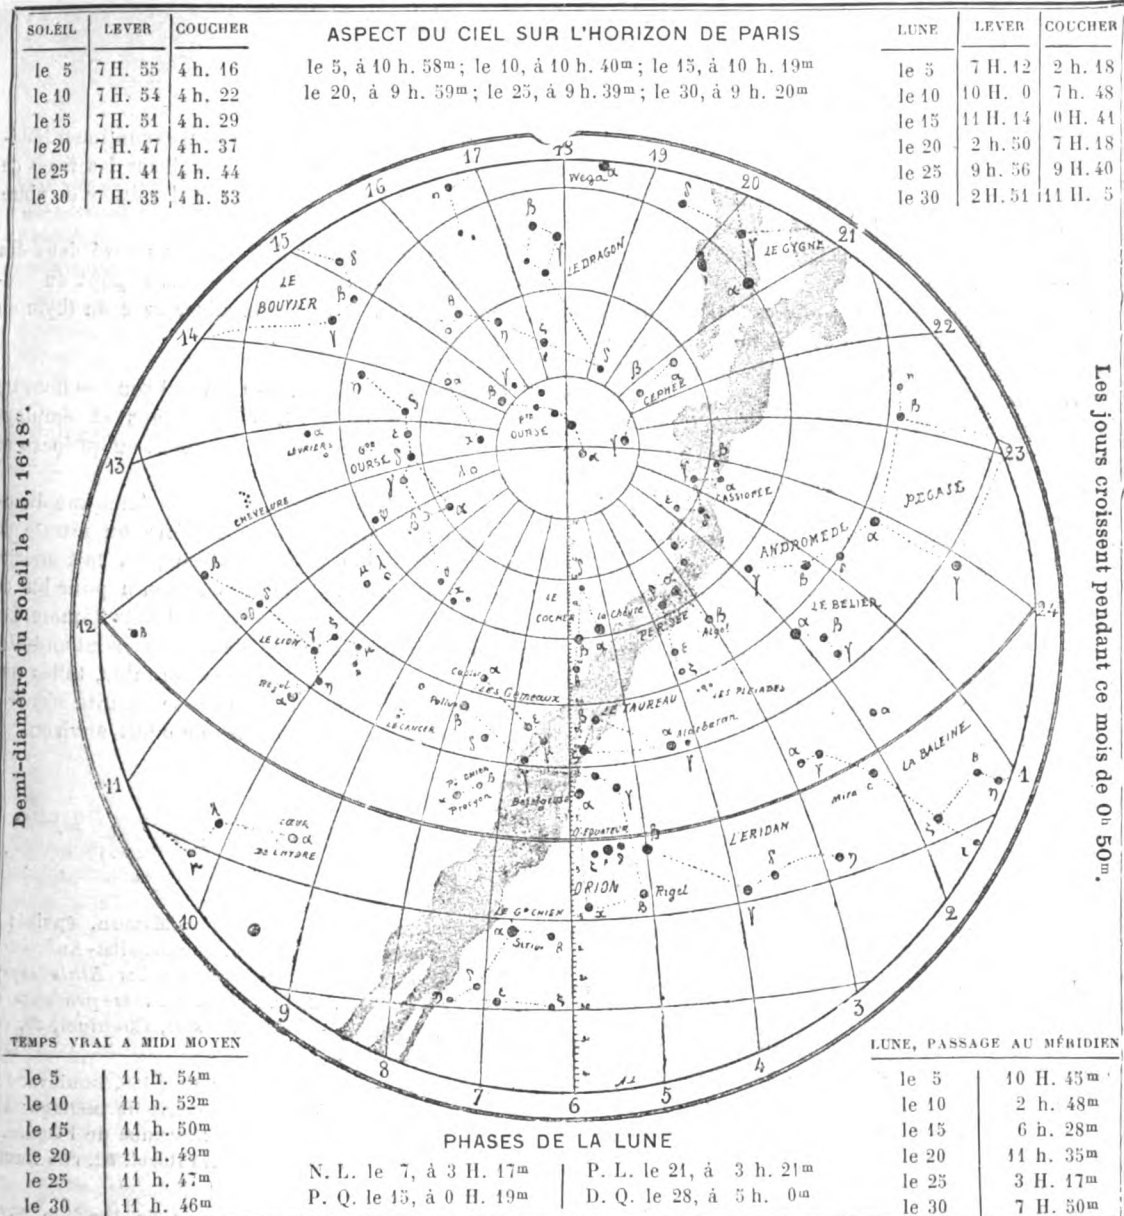 SOLÉIL LEVER COUCHER
le 5 7 H. 55 4 h. 16
le 10 7 H. 54 4 h. 22
le 15 7 H. 51 4 h. 29
le 20 7 H. 47 4 h. 37
le 25 7 H. 41 4 h. 44
le 30 7 H. 35 4 h. 53
ASPECT DU CIEL SUR L'HORIZON DE PARIS
le 5, à 10 h. 58m; le 10, à 10 h. 40m; le 15, à 10 h. 19m
le 20, à 9 h. 59m; le 25, à 9 h. 39m; le 30, à 9 h. 20m
LUNE LEVER COUCHER
le 5 7 H. 12 2 h. 18
le 10 10 H. 0 7 h. 48
le 15 11 H. 14 0 H. 41
le 20 2 h. 50 7 H. 18
le 25 9 h. 56 9 H. 40
le 30 2 H. 51 11 H. 5
Demi-diamètre du Soleil le 15, 16'18"
Les jours croissent pendant ce mois de 0h 50m.
16 17 18 19 20
15 21
14 22
13 23
12 24
11 1
10 2
9 3
8 7 6 5 4
Wega α
LE DRAGON
LE CYGNE
LE BOUVIER
CEPHÉE
Pte OURSE
Gde OURSE
LÉVRIERS
CHEVELURE
CASSIOPÉE
PÉGASE
ANDROMÈDE
LE BELIER
LE COCHER
la Chèvre
PERSÉE
Algol
LE LION
Régul
Castor
LES Gémeaux
Pollux
LE CANCER
LE TAUREAU
LES PLEIADES
Aldebaran
LA BALEINE
Mira
P. CHIEN
Procyon
Betelgeuse
D. EQUATEUR
L'ERIDAN
CŒUR
DE L'HYDRE
ORION
Rigel
LE Gd CHIEN
Sirius
TEMPS VRAI A MIDI MOYEN
le 5 11 h. 54m
le 10 11 h. 52m
le 15 11 h. 50m
le 20 11 h. 49m
le 25 11 h. 47m
le 30 11 h. 46m
PHASES DE LA LUNE
N. L. le 7, à 3 H. 17m P. L. le 21, à 3 h. 21m
P. Q. le 15, à 0 H. 19m D. Q. le 28, à 5 h. 0m
LUNE, PASSAGE AU MÉRIDIEN
le 5 10 H. 45m
le 10 2 h. 48m
le 15 6 h. 28m
le 20 11 h. 35m
le 25 3 H. 17m
le 30 7 H. 50m